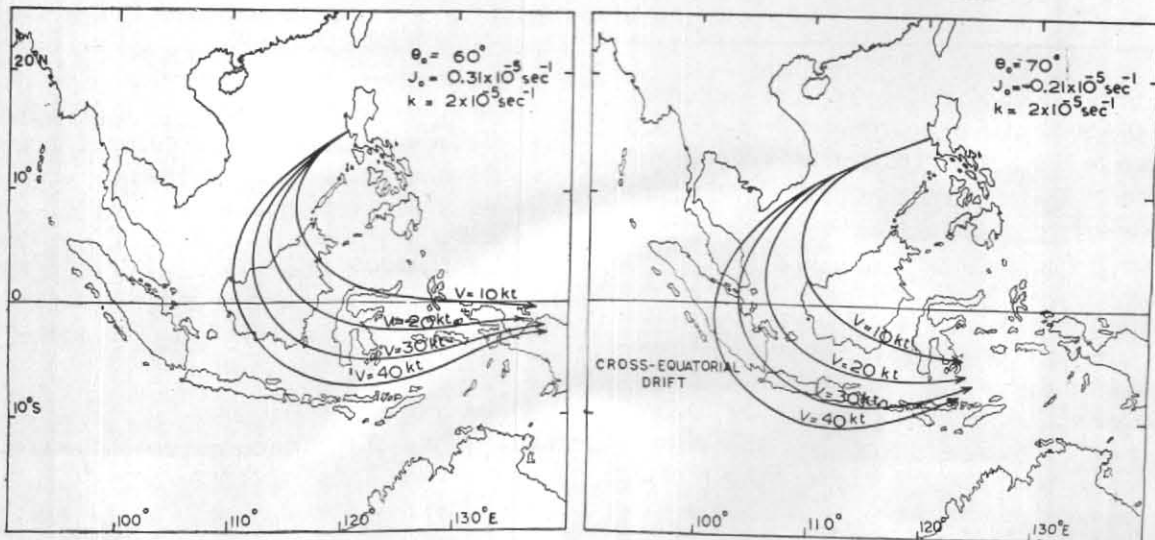 20°N
10°
0
10°S
100°
110°
120°
130°E
θ₀ = 60°
J₀ = 0.31x10⁻⁵sec⁻¹
k = 2x10⁻⁵sec⁻¹
V=10kt
V=20kt
V=30kt
V=40kt
θ₀=70°
J₀=-0.21x10⁻⁵sec⁻¹
k = 2x10⁻⁵sec⁻¹
V=10kt
V=20 kt
V=30kt
V=40kt
CROSS-EQUATORIAL
DRIFT
100°
110°
120°
130°E